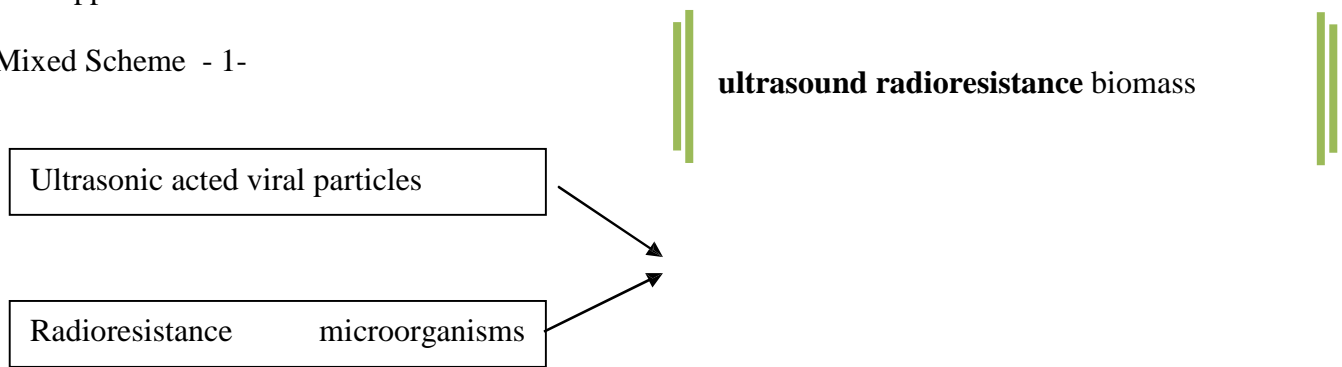 Mixed Scheme - 1-
ultrasound radioresistance biomass
Ultrasonic acted viral particles
Radioresistance microorganisms